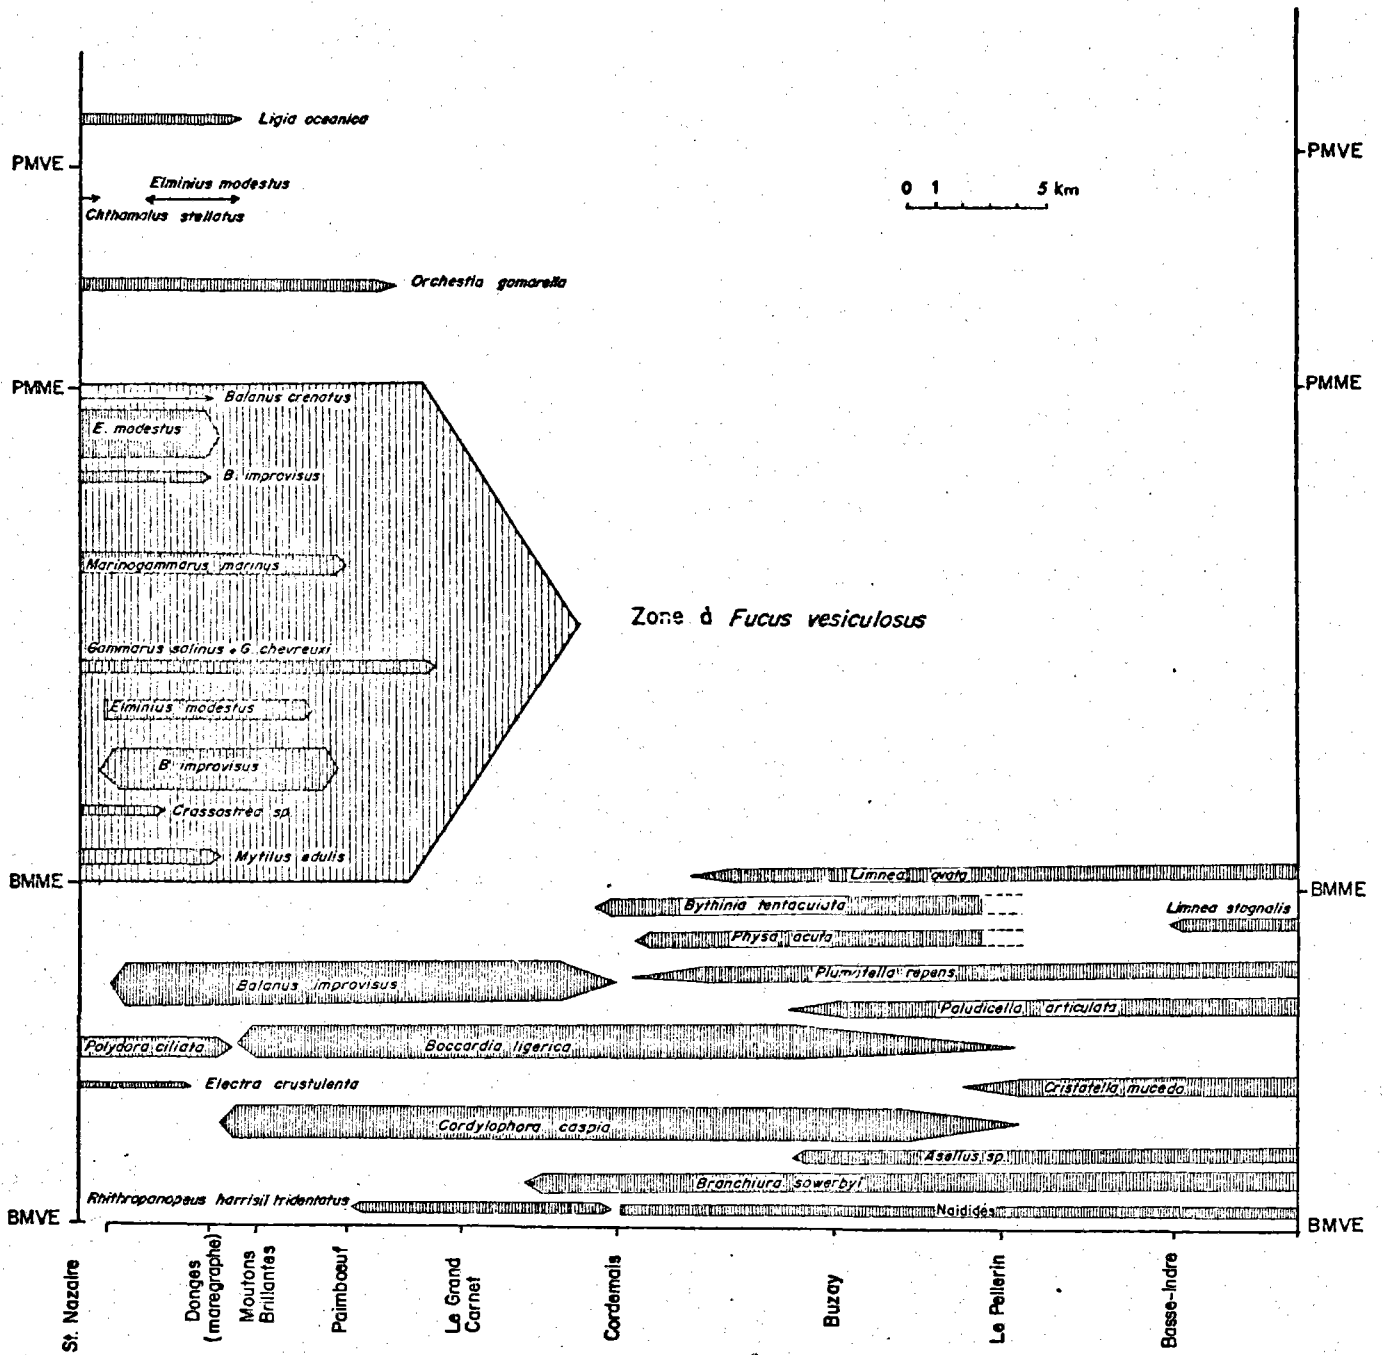 Ligia oceanica
PMVE
PMVE
Elminius modestus
Chthamalus stellatus
0 1 5 km
Orchestia gamarella
PMME
PMME
Balanus crenatus
E. modestus
B. improvisus
Marinogammarus marinus
Zone à Fucus vesiculosus
Gammarus salinus + G. chevreuxi
Elminius modestus
B improvisus
Crassostrea sp.
Mytilus edulis
BMME
BMME
Limnea ovata
Bythinia tentaculata
Limnea stagnalis
Physa acuta
Plumatella repens
Balanus improvisus
Paludicella articulata
Polydora ciliata
Boccardia ligerica
Electra crustulenta
Cristatella mucedo
Cordylophora caspia
Asellus sp.
Branchiura sowerbyi
Rhithropanopeus harrisii tridentatus
Naididés
BMVE
BMVE
St. Nazaire
Donges
(maregraphe)
Moutons
Brillantes
Paimbœuf
Le Grand
Carnet
Cordemais
Buzay
Le Pellerin
Basse-Indre